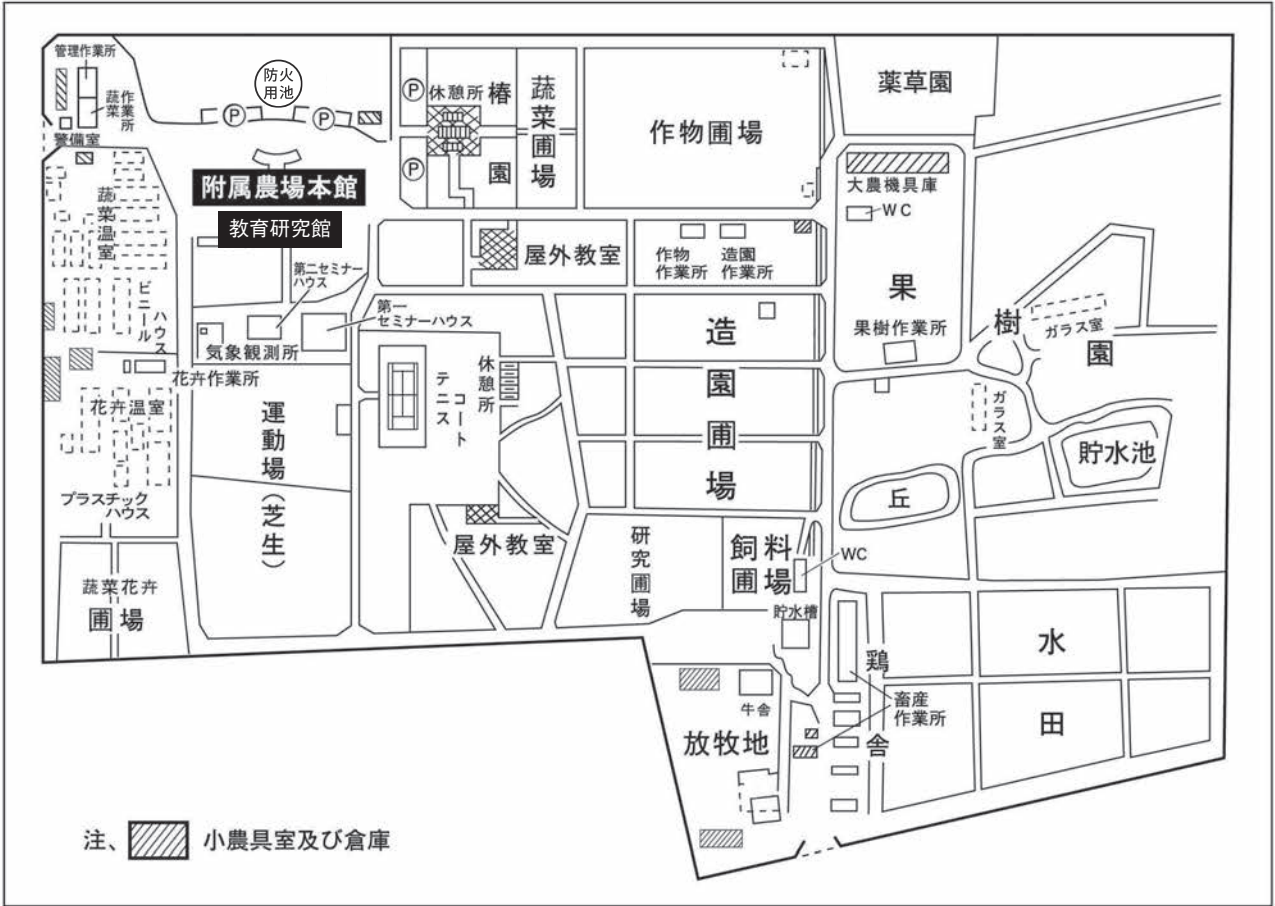 管理作業所
蔬菜
作業所
警備室
防火
用池
P
P
附属農場本館
教育研究館
P
P
休憩所
椿園
蔬菜圃場
作物圃場
薬草園
大農機具庫
WC
蔬菜温室
ビニール
ハウス
第二セミナー
ハウス
第一
セミナーハウス
気象観測所
花卉作業所
花卉温室
プラスチック
ハウス
蔬菜花卉
圃場
運動場(芝生)
テニス
コート
休憩所
屋外教室
屋外教室
作物
作業所
造園
作業所
造園圃場
果樹園
果樹作業所
ガラス室
ガラス室
貯水池
丘
研究圃場
飼料
圃場
WC
貯水槽
鶏舎
畜産
作業所
牛舎
放牧地
水田
注、
小農具室及び倉庫